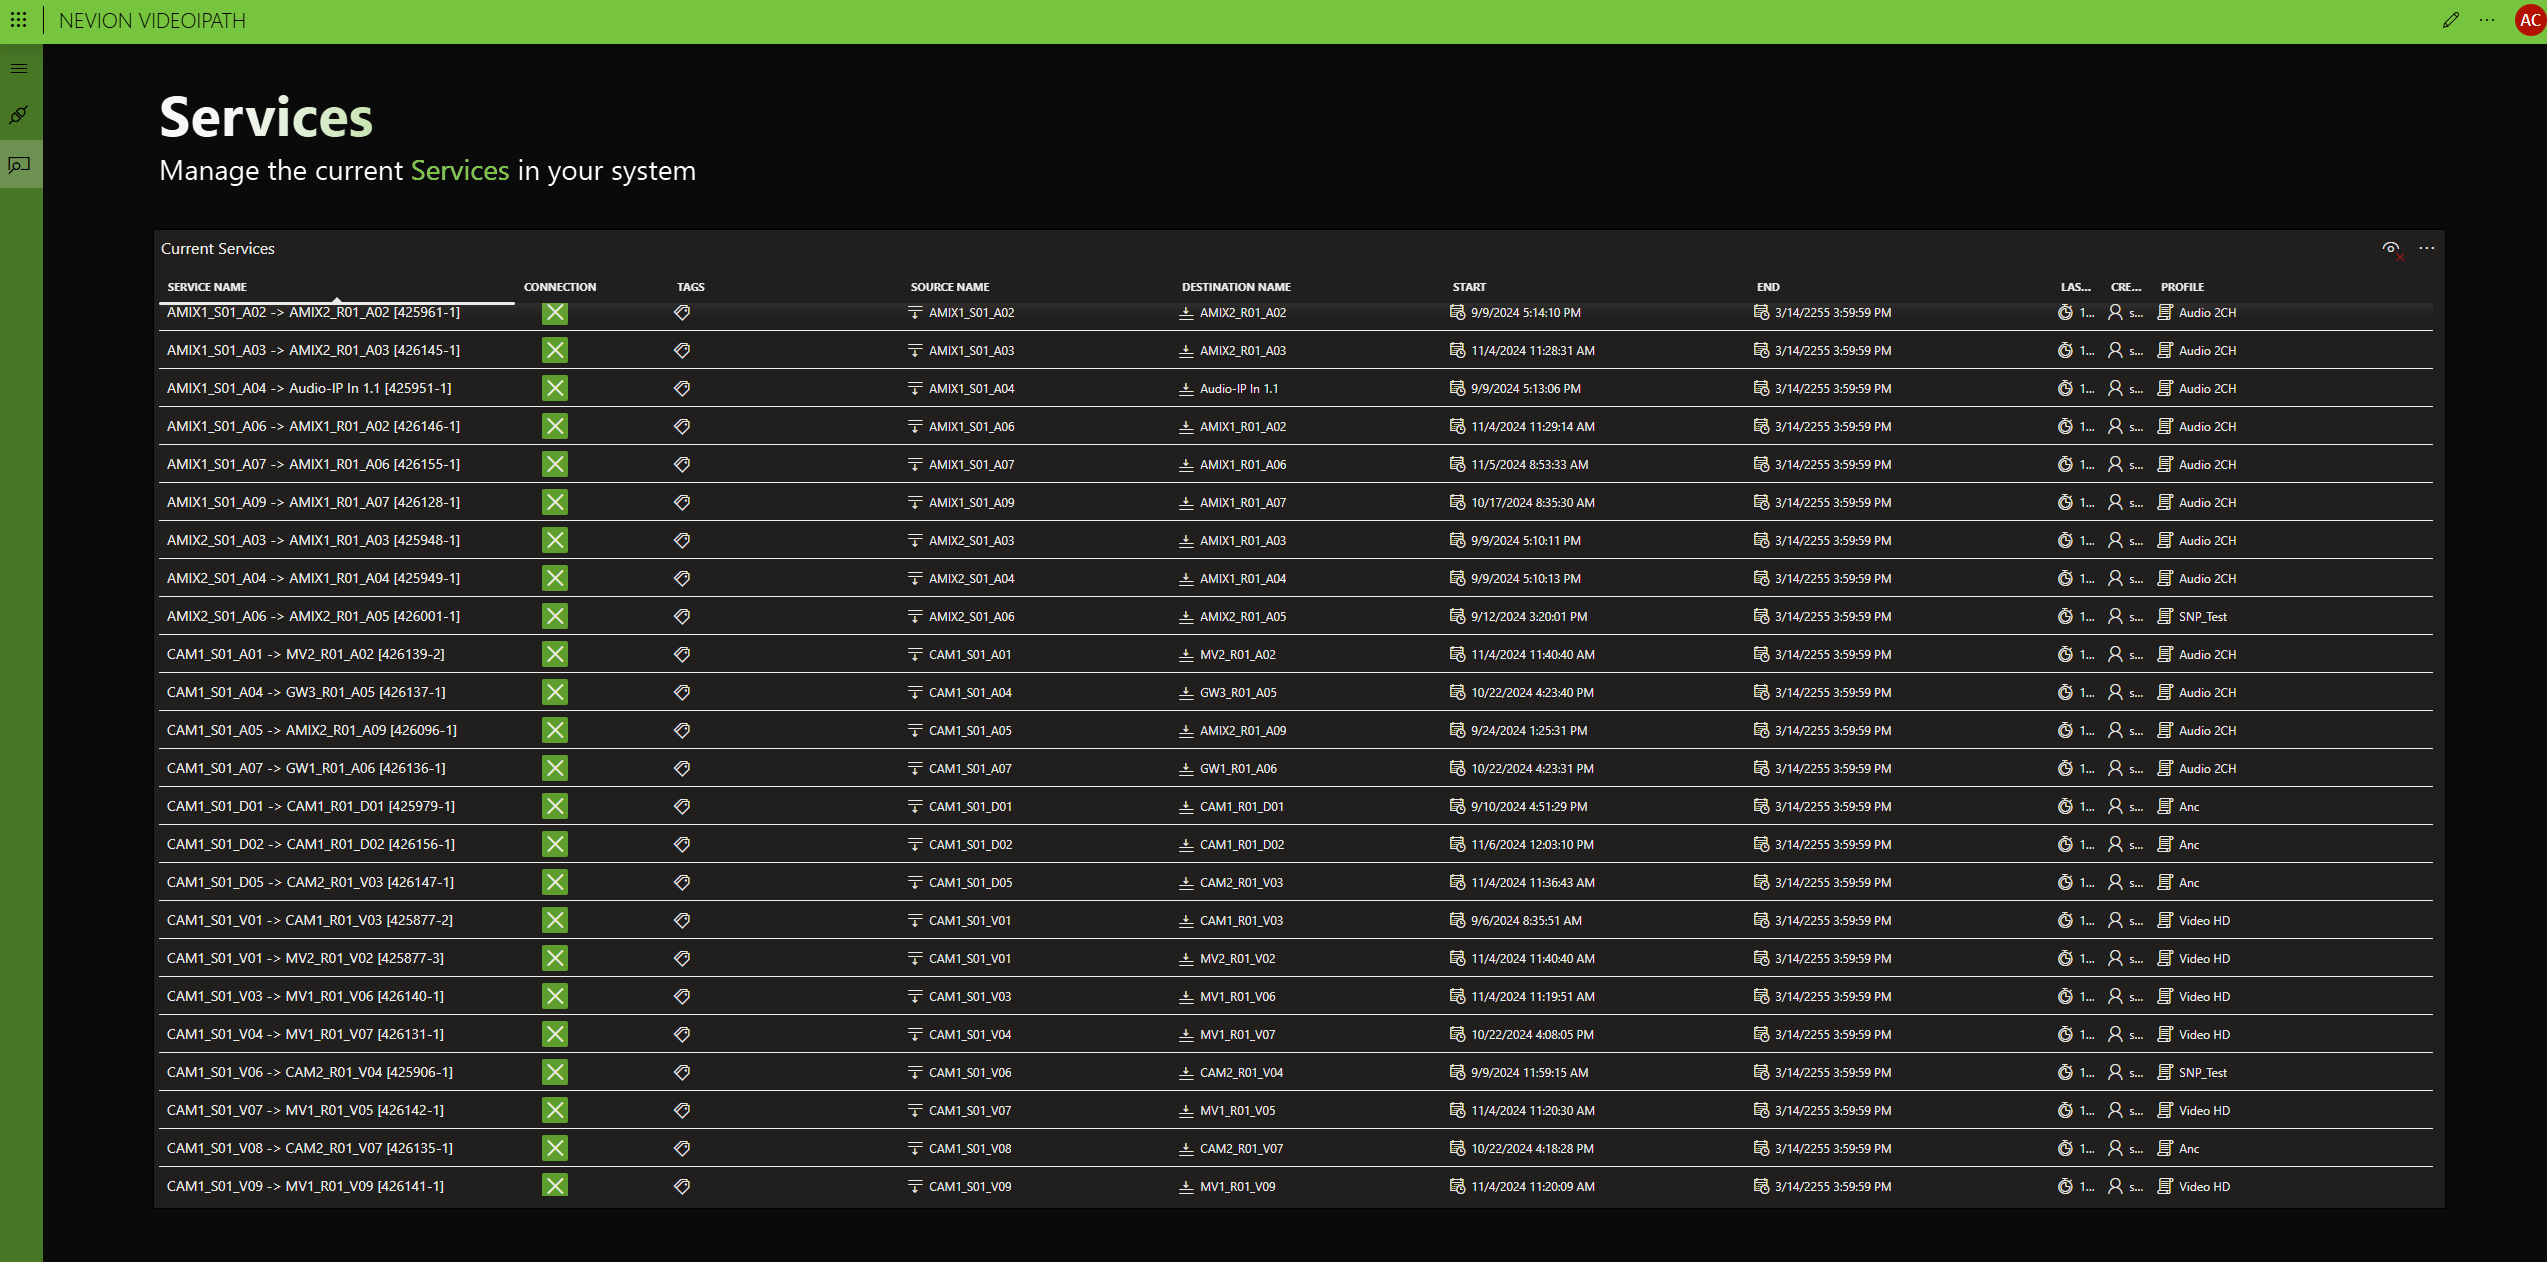 NEVION VIDEOIPATH
AC
Services
Manage the current Services in your system
Current Services
SERVICE NAME CONNECTION TAGS SOURCE NAME DESTINATION NAME START END LAS... CRE... PROFILE
AMIX1_S01_A02 -> AMIX2_R01_A02 [425961-1] AMIX1_S01_A02 AMIX2_R01_A02 9/9/2024 5:14:10 PM 3/14/2255 3:59:59 PM 1... s... Audio 2CH
AMIX1_S01_A03 -> AMIX2_R01_A03 [426145-1] AMIX1_S01_A03 AMIX2_R01_A03 11/4/2024 11:28:31 AM 3/14/2255 3:59:59 PM 1... s... Audio 2CH
AMIX1_S01_A04 -> Audio-IP In 1.1 [425951-1] AMIX1_S01_A04 Audio-IP In 1.1 9/9/2024 5:13:06 PM 3/14/2255 3:59:59 PM 1... s... Audio 2CH
AMIX1_S01_A06 -> AMIX1_R01_A02 [426146-1] AMIX1_S01_A06 AMIX1_R01_A02 11/4/2024 11:29:14 AM 3/14/2255 3:59:59 PM 1... s... Audio 2CH
AMIX1_S01_A07 -> AMIX1_R01_A06 [426155-1] AMIX1_S01_A07 AMIX1_R01_A06 11/5/2024 8:53:33 AM 3/14/2255 3:59:59 PM 1... s... Audio 2CH
AMIX1_S01_A09 -> AMIX1_R01_A07 [426128-1] AMIX1_S01_A09 AMIX1_R01_A07 10/17/2024 8:35:30 AM 3/14/2255 3:59:59 PM 1... s... Audio 2CH
AMIX2_S01_A03 -> AMIX1_R01_A03 [425948-1] AMIX2_S01_A03 AMIX1_R01_A03 9/9/2024 5:10:11 PM 3/14/2255 3:59:59 PM 1... s... Audio 2CH
AMIX2_S01_A04 -> AMIX1_R01_A04 [425949-1] AMIX2_S01_A04 AMIX1_R01_A04 9/9/2024 5:10:13 PM 3/14/2255 3:59:59 PM 1... s... Audio 2CH
AMIX2_S01_A06 -> AMIX2_R01_A05 [426001-1] AMIX2_S01_A06 AMIX2_R01_A05 9/12/2024 3:20:01 PM 3/14/2255 3:59:59 PM 1... s... SNP_Test
CAM1_S01_A01 -> MV2_R01_A02 [426139-2] CAM1_S01_A01 MV2_R01_A02 11/4/2024 11:40:40 AM 3/14/2255 3:59:59 PM 1... s... Audio 2CH
CAM1_S01_A04 -> GW3_R01_A05 [426137-1] CAM1_S01_A04 GW3_R01_A05 10/22/2024 4:23:40 PM 3/14/2255 3:59:59 PM 1... s... Audio 2CH
CAM1_S01_A05 -> AMIX2_R01_A09 [426096-1] CAM1_S01_A05 AMIX2_R01_A09 9/24/2024 1:25:31 PM 3/14/2255 3:59:59 PM 1... s... Audio 2CH
CAM1_S01_A07 -> GW1_R01_A06 [426136-1] CAM1_S01_A07 GW1_R01_A06 10/22/2024 4:23:31 PM 3/14/2255 3:59:59 PM 1... s... Audio 2CH
CAM1_S01_D01 -> CAM1_R01_D01 [425979-1] CAM1_S01_D01 CAM1_R01_D01 9/10/2024 4:51:29 PM 3/14/2255 3:59:59 PM 1... s... Anc
CAM1_S01_D02 -> CAM1_R01_D02 [426156-1] CAM1_S01_D02 CAM1_R01_D02 11/6/2024 12:03:10 PM 3/14/2255 3:59:59 PM 1... s... Anc
CAM1_S01_D05 -> CAM2_R01_V03 [426147-1] CAM1_S01_D05 CAM2_R01_V03 11/4/2024 11:36:43 AM 3/14/2255 3:59:59 PM 1... s... Anc
CAM1_S01_V01 -> CAM1_R01_V03 [425877-2] CAM1_S01_V01 CAM1_R01_V03 9/6/2024 8:35:51 AM 3/14/2255 3:59:59 PM 1... s... Video HD
CAM1_S01_V01 -> MV2_R01_V02 [425877-3] CAM1_S01_V01 MV2_R01_V02 11/4/2024 11:40:40 AM 3/14/2255 3:59:59 PM 1... s... Video HD
CAM1_S01_V03 -> MV1_R01_V06 [426140-1] CAM1_S01_V03 MV1_R01_V06 11/4/2024 11:19:51 AM 3/14/2255 3:59:59 PM 1... s... Video HD
CAM1_S01_V04 -> MV1_R01_V07 [426131-1] CAM1_S01_V04 MV1_R01_V07 10/22/2024 4:08:05 PM 3/14/2255 3:59:59 PM 1... s... Video HD
CAM1_S01_V06 -> CAM2_R01_V04 [425906-1] CAM1_S01_V06 CAM2_R01_V04 9/9/2024 11:59:15 AM 3/14/2255 3:59:59 PM 1... s... SNP_Test
CAM1_S01_V07 -> MV1_R01_V05 [426142-1] CAM1_S01_V07 MV1_R01_V05 11/4/2024 11:20:30 AM 3/14/2255 3:59:59 PM 1... s... Video HD
CAM1_S01_V08 -> CAM2_R01_V07 [426135-1] CAM1_S01_V08 CAM2_R01_V07 10/22/2024 4:18:28 PM 3/14/2255 3:59:59 PM 1... s... Anc
CAM1_S01_V09 -> MV1_R01_V09 [426141-1] CAM1_S01_V09 MV1_R01_V09 11/4/2024 11:20:09 AM 3/14/2255 3:59:59 PM 1... s... Video HD